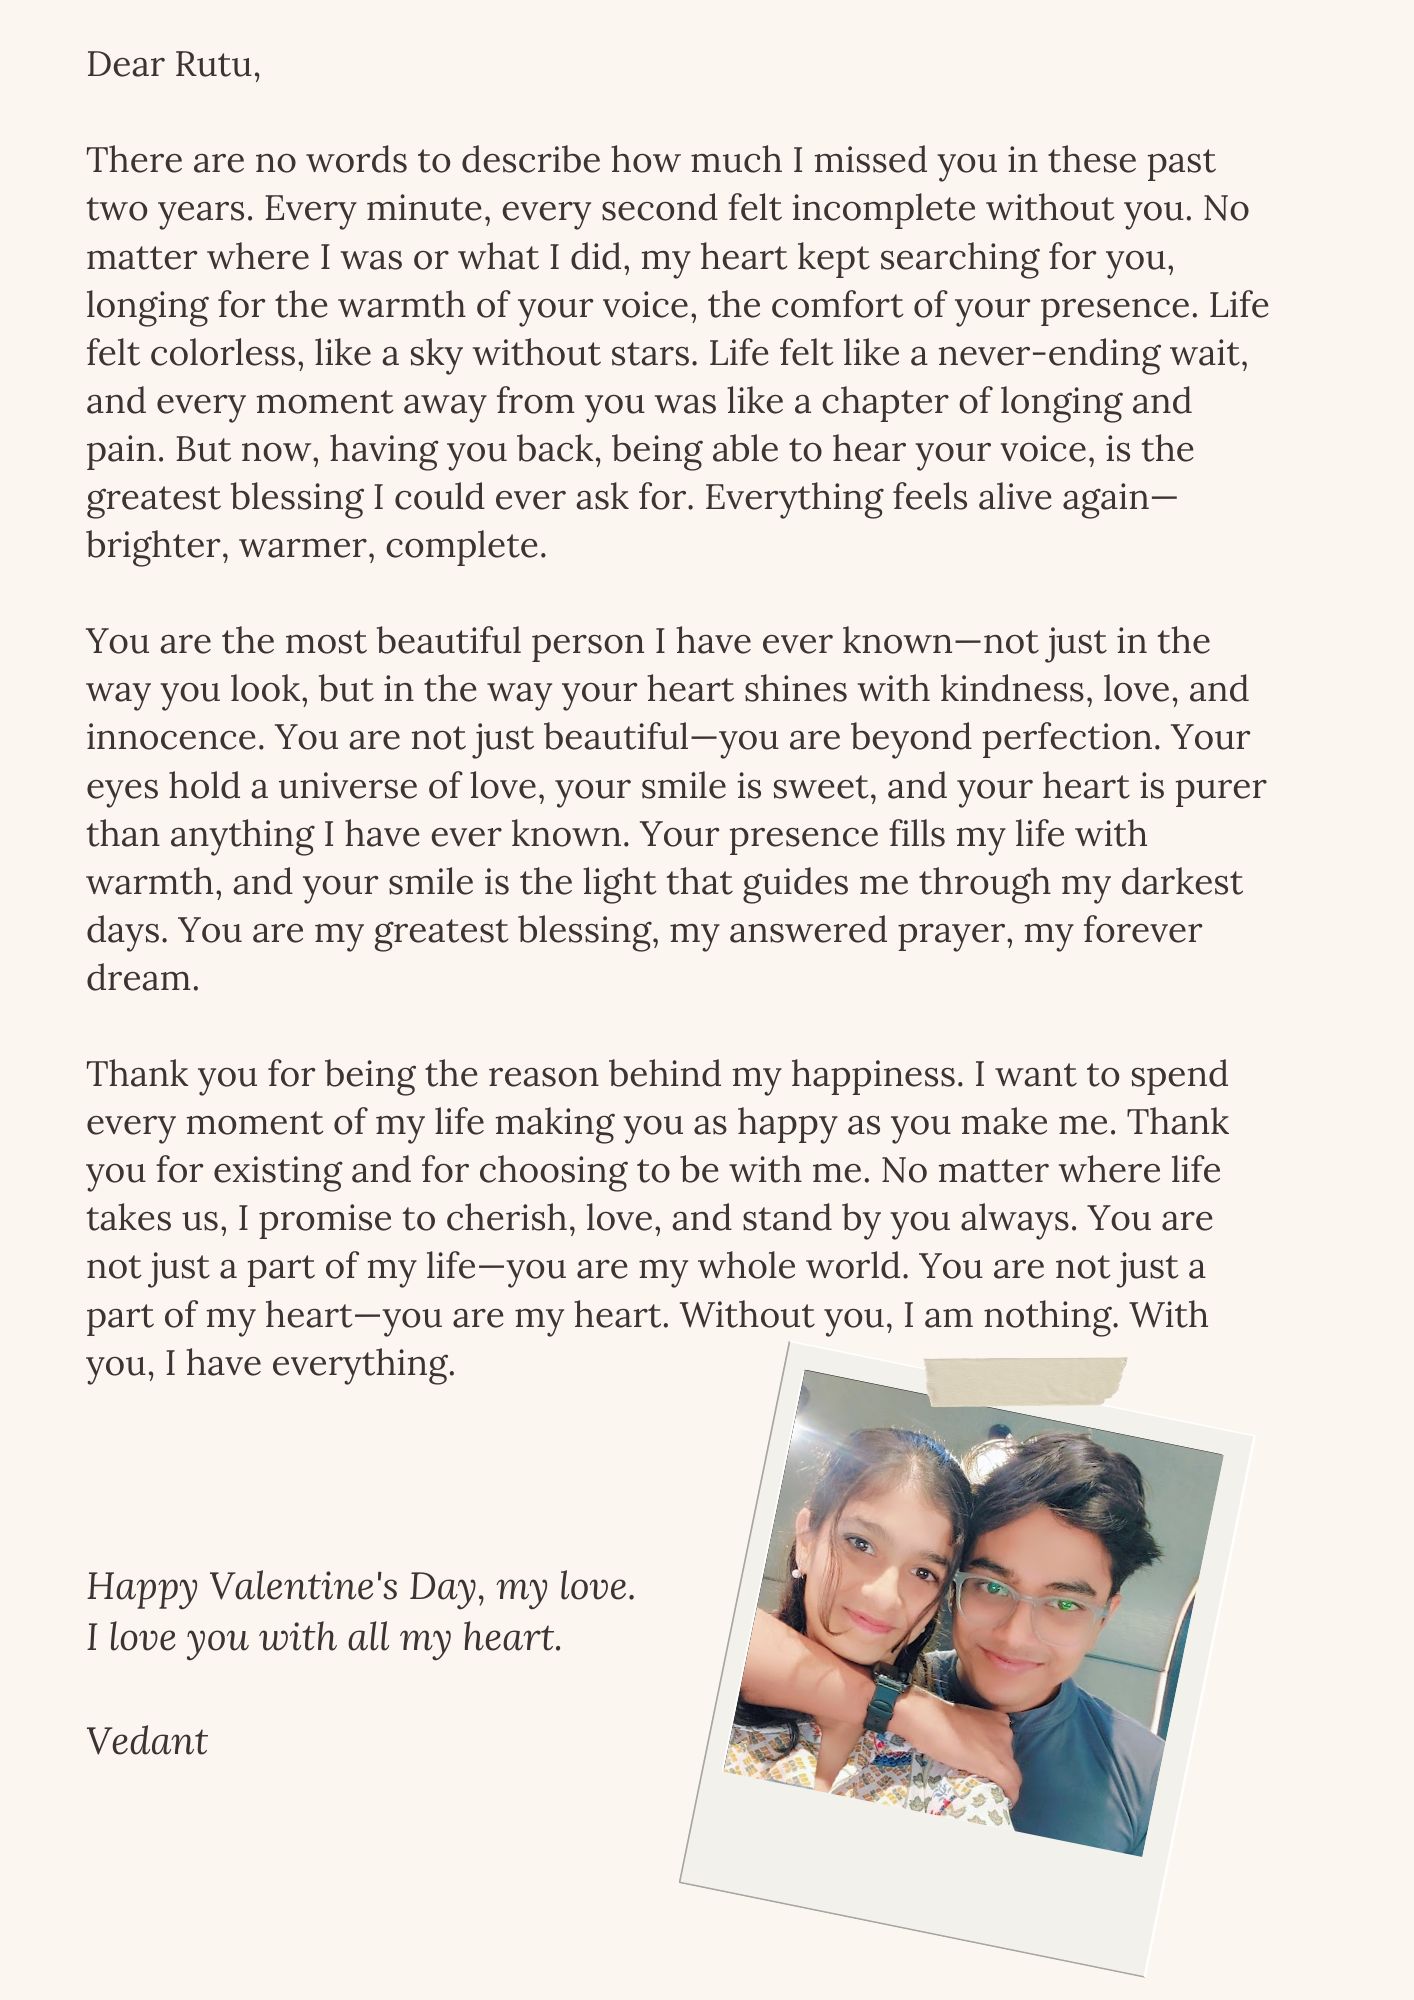 Dear Rutu,
There are no words to describe how much I missed you in these past
two years. Every minute, every second felt incomplete without you. No
matter where I was or what I did, my heart kept searching for you,
longing for the warmth of your voice, the comfort of your presence. Life
felt colorless, like a sky without stars. Life felt like a never-ending wait,
and every moment away from you was like a chapter of longing and
pain. But now, having you back, being able to hear your voice, is the
greatest blessing I could ever ask for. Everything feels alive again—
brighter, warmer, complete.
You are the most beautiful person I have ever known—not just in the
way you look, but in the way your heart shines with kindness, love, and
innocence. You are not just beautiful—you are beyond perfection. Your
eyes hold a universe of love, your smile is sweet, and your heart is purer
than anything I have ever known. Your presence fills my life with
warmth, and your smile is the light that guides me through my darkest
days. You are my greatest blessing, my answered prayer, my forever
dream.
Thank you for being the reason behind my happiness. I want to spend
every moment of my life making you as happy as you make me. Thank
you for existing and for choosing to be with me. No matter where life
takes us, I promise to cherish, love, and stand by you always. You are
not just a part of my life—you are my whole world. You are not just a
part of my heart—you are my heart. Without you, I am nothing. With
you, I have everything.
Happy Valentine's Day, my love.
I love you with all my heart.
Vedant